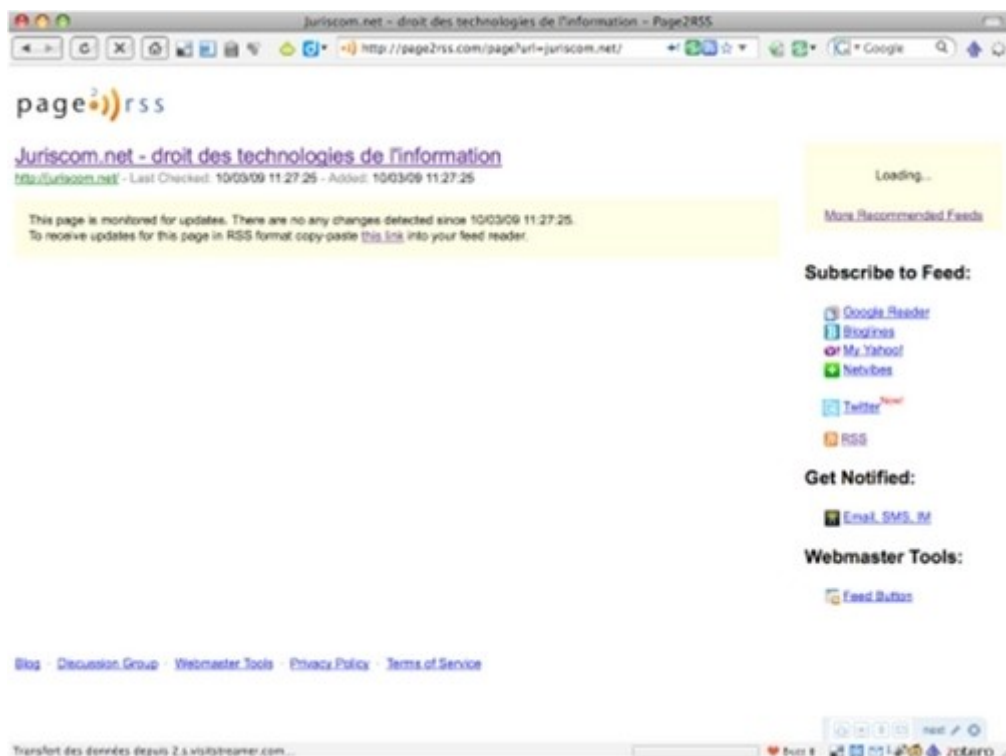 Juriscom.net - droit des technologies de l'information - Page2RSS
http://page2rss.com/page?url=juriscom.net/
Google
page2rss
Juriscom.net - droit des technologies de l'information
http://juriscom.net/ - Last Checked: 10/03/09 11:27:25 - Added: 10/03/09 11:27:25
This page is monitored for updates. There are no any changes detected since 10/03/09 11:27:25.
To receive updates for this page in RSS format copy-paste this link into your feed reader.
Loading...
More Recommended Feeds
Subscribe to Feed:
Google Reader
Bloglines
My Yahoo!
Netvibes
Twitter New!
RSS
Get Notified:
Email, SMS, IM
Webmaster Tools:
Feed Button
Blog - Discussion Group - Webmaster Tools - Privacy Policy - Terms of Service
next
Transfert des données depuis 2.s.visitstreamer.com...
zotero